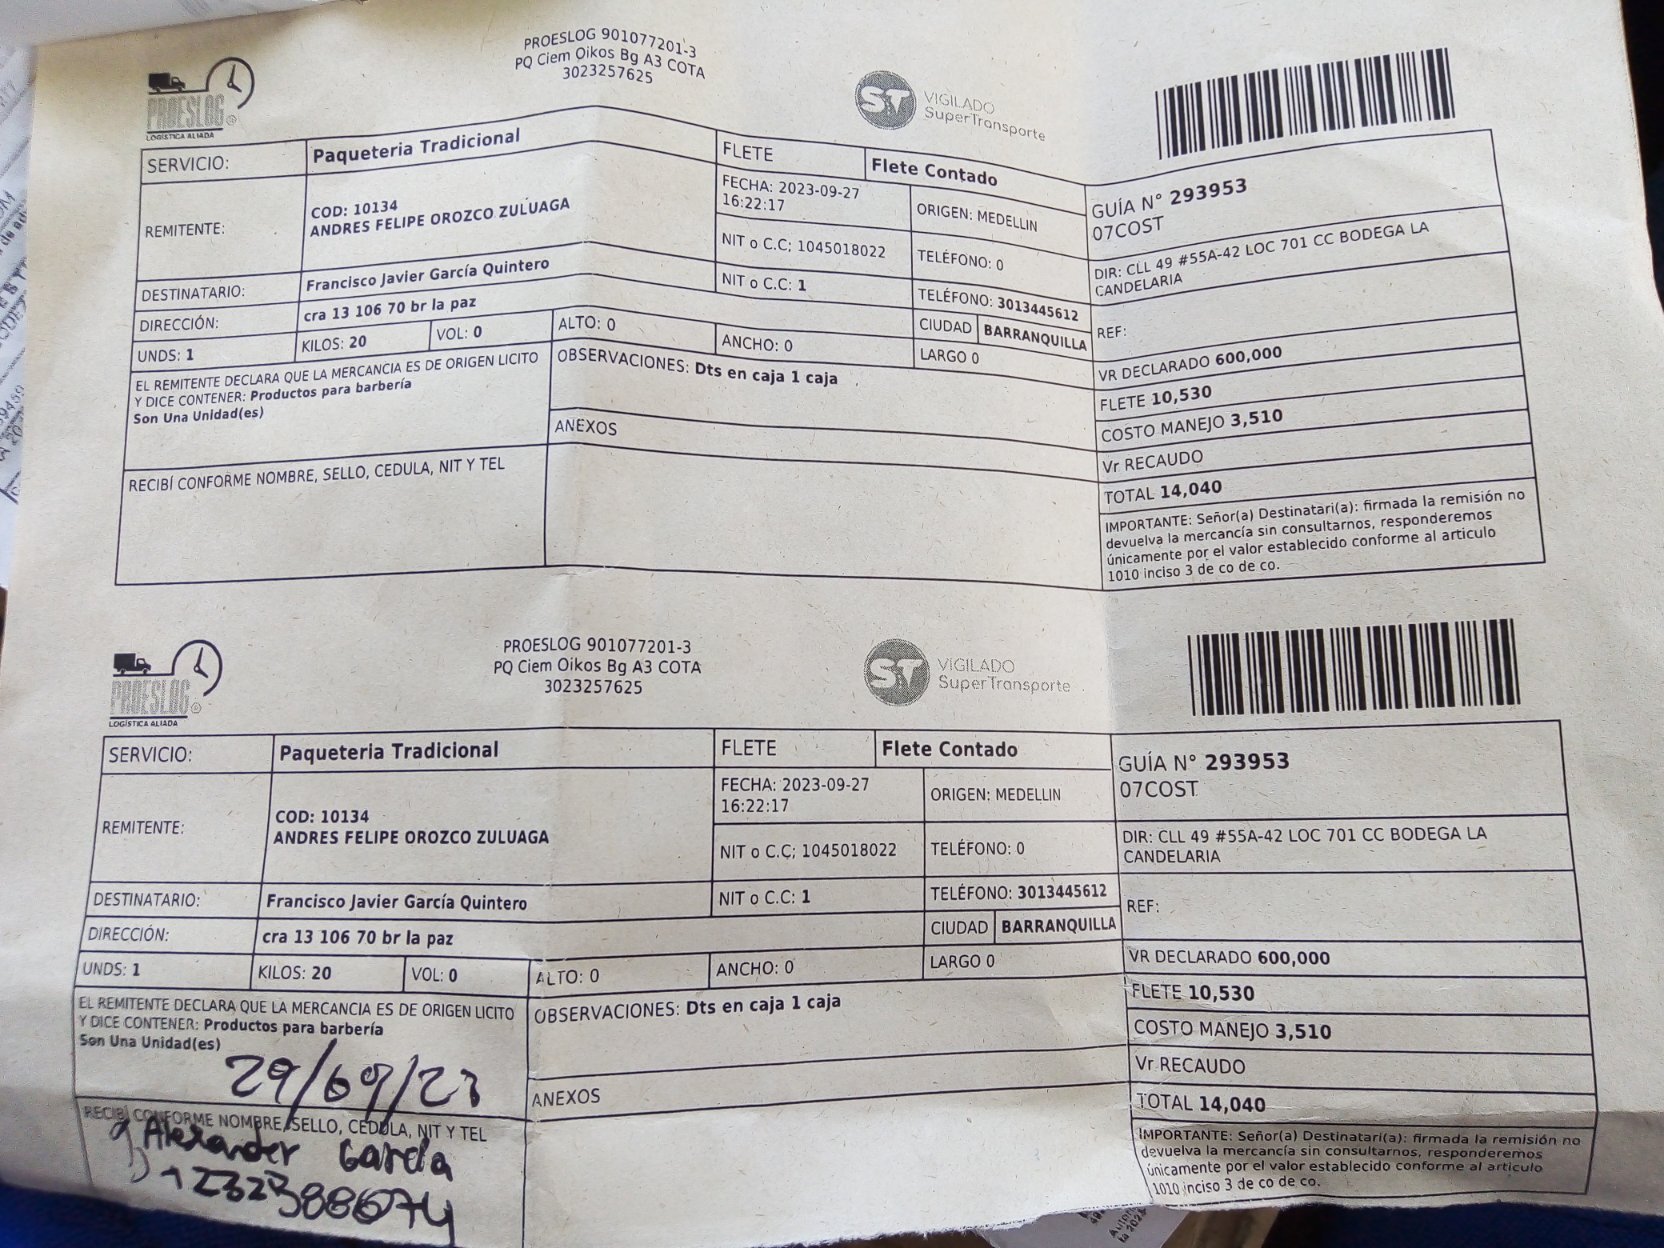 PROESLOG 901077201-3
PQ Ciem Oikos Bg A3 COTA
3023257625
PROESLOG
LOGÍSTICA ALIADA
ST VIGILADO
SuperTransporte
SERVICIO: Paqueteria Tradicional
FLETE Flete Contado
REMITENTE: COD: 10134
ANDRES FELIPE OROZCO ZULUAGA
FECHA: 2023-09-27
16:22:17
ORIGEN: MEDELLIN
NIT o C.C; 1045018022
TELÉFONO: 0
GUÍA N° 293953
07COST
DIR: CLL 49 #55A-42 LOC 701 CC BODEGA LA
CANDELARIA
DESTINATARIO: Francisco Javier García Quintero
NIT o C.C: 1
TELÉFONO: 3013445612
DIRECCIÓN: cra 13 106 70 br la paz
CIUDAD BARRANQUILLA
REF:
UNDS: 1 KILOS: 20 VOL: 0 ALTO: 0 ANCHO: 0 LARGO 0
EL REMITENTE DECLARA QUE LA MERCANCIA ES DE ORIGEN LICITO
Y DICE CONTENER: Productos para barbería
Son Una Unidad(es)
OBSERVACIONES: Dts en caja 1 caja
ANEXOS
RECIBÍ CONFORME NOMBRE, SELLO, CEDULA, NIT Y TEL
VR DECLARADO 600,000
FLETE 10,530
COSTO MANEJO 3,510
Vr RECAUDO
TOTAL 14,040
IMPORTANTE: Señor(a) Destinatari(a): firmada la remisión no
devuelva la mercancía sin consultarnos, responderemos
únicamente por el valor establecido conforme al articulo
1010 inciso 3 de co de co.
PROESLOG 901077201-3
PQ Ciem Oikos Bg A3 COTA
3023257625
PROESLOG
LOGÍSTICA ALIADA
ST VIGILADO
SuperTransporte
SERVICIO: Paqueteria Tradicional
FLETE Flete Contado
REMITENTE: COD: 10134
ANDRES FELIPE OROZCO ZULUAGA
FECHA: 2023-09-27
16:22:17
ORIGEN: MEDELLIN
NIT o C.C; 1045018022
TELÉFONO: 0
GUÍA N° 293953
07COST
DIR: CLL 49 #55A-42 LOC 701 CC BODEGA LA
CANDELARIA
DESTINATARIO: Francisco Javier García Quintero
NIT o C.C: 1
TELÉFONO: 3013445612
DIRECCIÓN: cra 13 106 70 br la paz
CIUDAD BARRANQUILLA
REF:
UNDS: 1 KILOS: 20 VOL: 0 ALTO: 0 ANCHO: 0 LARGO 0
EL REMITENTE DECLARA QUE LA MERCANCIA ES DE ORIGEN LICITO
Y DICE CONTENER: Productos para barbería
Son Una Unidad(es)
29/09/23
OBSERVACIONES: Dts en caja 1 caja
ANEXOS
RECIBÍ CONFORME NOMBRE, SELLO, CEDULA, NIT Y TEL
Alexander García
VR DECLARADO 600,000
FLETE 10,530
COSTO MANEJO 3,510
Vr RECAUDO
TOTAL 14,040
IMPORTANTE: Señor(a) Destinatari(a): firmada la remisión no
devuelva la mercancía sin consultarnos, responderemos
únicamente por el valor establecido conforme al articulo
1010 inciso 3 de co de co.